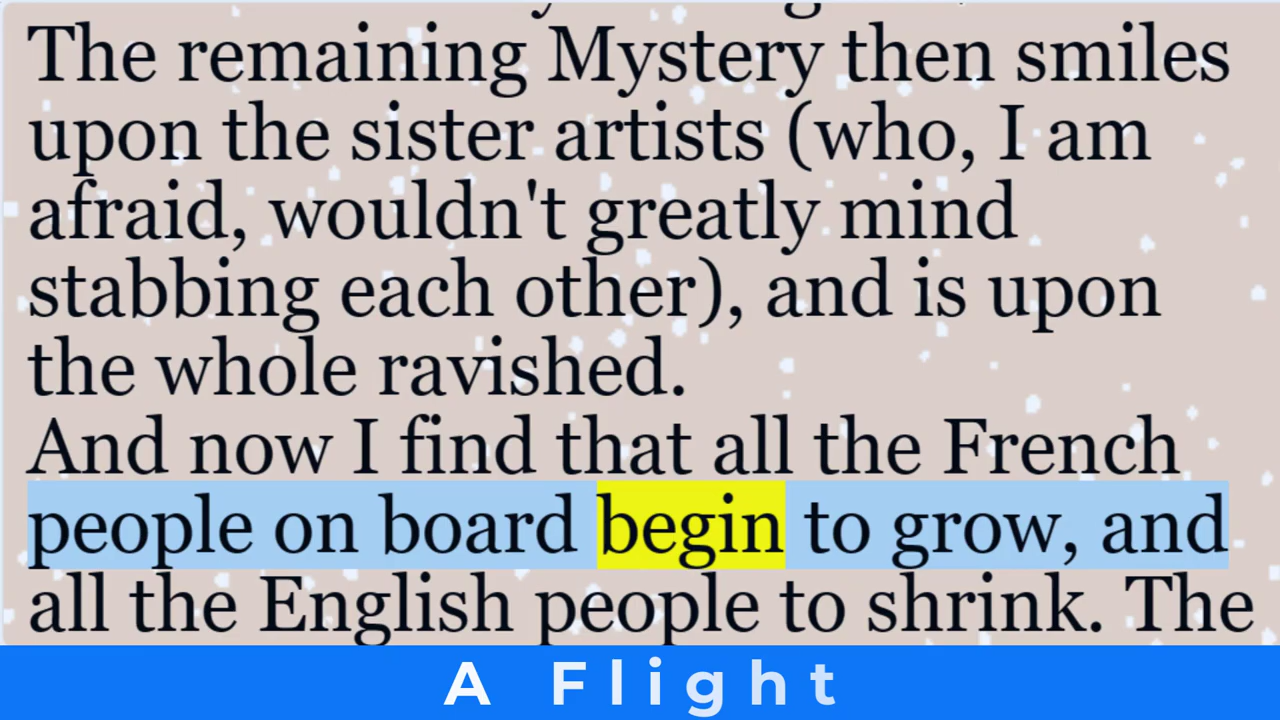 The remaining Mystery then smiles
upon the sister artists (who, I am
afraid, wouldn't greatly mind
stabbing each other), and is upon
the whole ravished.
And now I find that all the French
people on board begin to grow, and
all the English people to shrink. The
A Flight